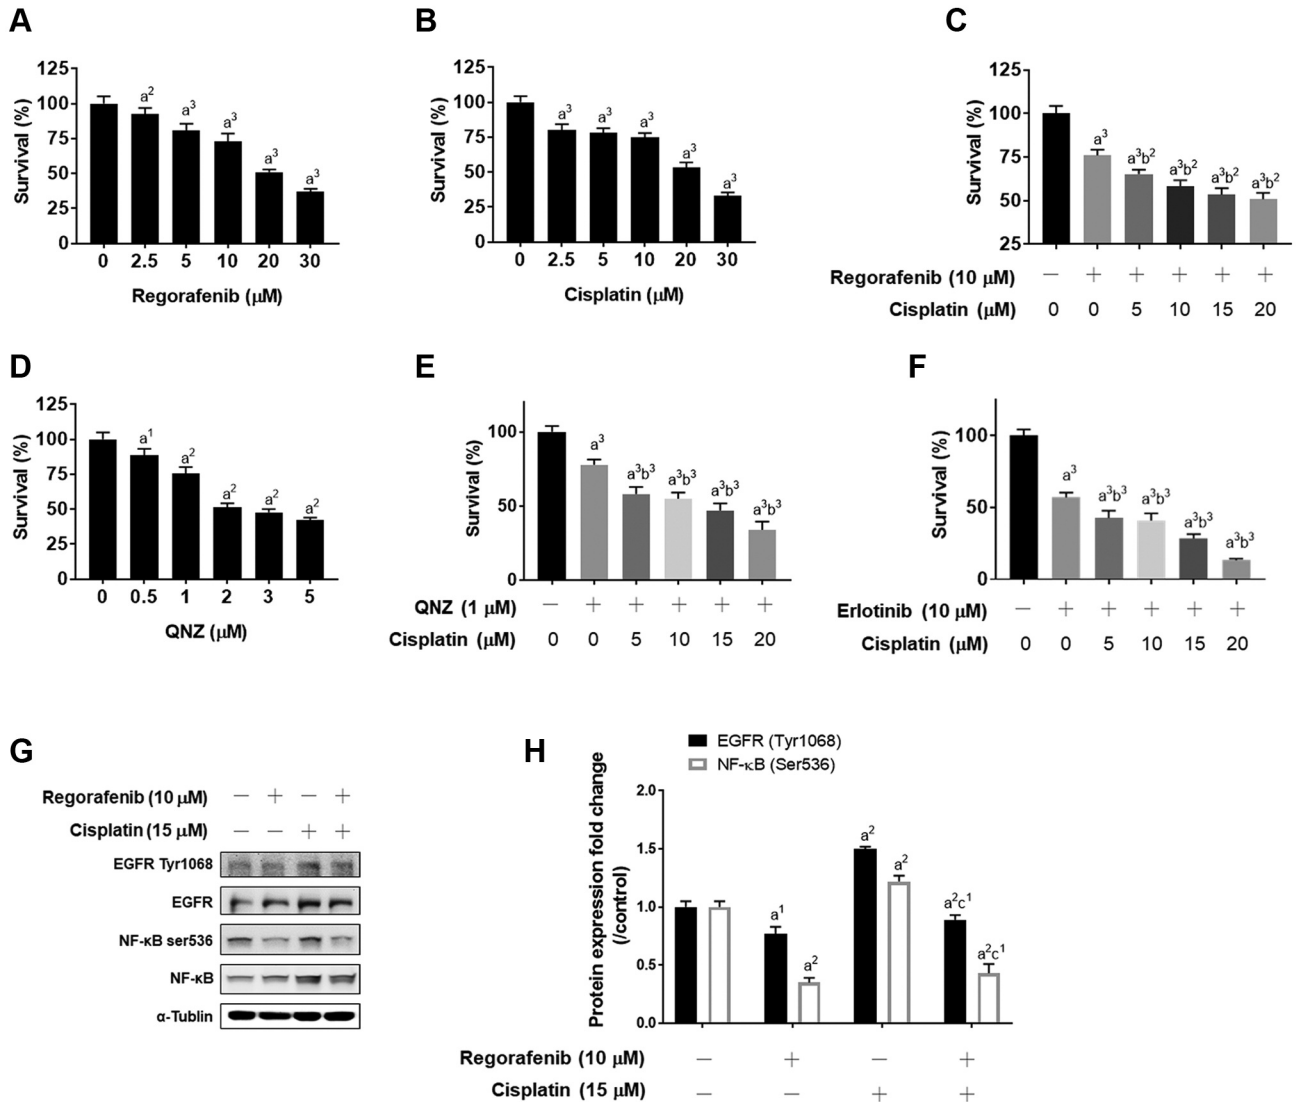 A
Survival (%)
125
100
75
50
25
0
a²
a³
a³
a³
a³
0 2.5 5 10 20 30
Regorafenib (μM)
B
Survival (%)
125
100
75
50
25
0
a³
a³
a³
a³
a³
0 2.5 5 10 20 30
Cisplatin (μM)
C
Survival (%)
125
100
75
50
25
a³
a³b²
a³b²
a³b²
a³b²
Regorafenib (10 μM) − + + + + +
Cisplatin (μM) 0 0 5 10 15 20
D
Survival (%)
125
100
75
50
25
0
a¹
a²
a²
a²
a²
0 0.5 1 2 3 5
QNZ (μM)
E
Survival (%)
100
50
0
a³
a³b³
a³b³
a³b³
a³b³
QNZ (1 μM) − + + + + +
Cisplatin (μM) 0 0 5 10 15 20
F
Survival (%)
100
50
0
a³
a³b³
a³b³
a³b³
a³b³
Erlotinib (10 μM) − + + + + +
Cisplatin (μM) 0 0 5 10 15 20
G
Regorafenib (10 μM) − + − +
Cisplatin (15 μM) − − + +
EGFR Tyr1068
EGFR
NF-κB ser536
NF-κB
α-Tublin
H
EGFR (Tyr1068)
NF-κB (Ser536)
Protein expression fold change
(/control)
2.0
1.5
1.0
0.5
0.0
a¹
a²
a²
a²
a²c¹
a²c¹
Regorafenib (10 μM) − + − +
Cisplatin (15 μM) − − + +